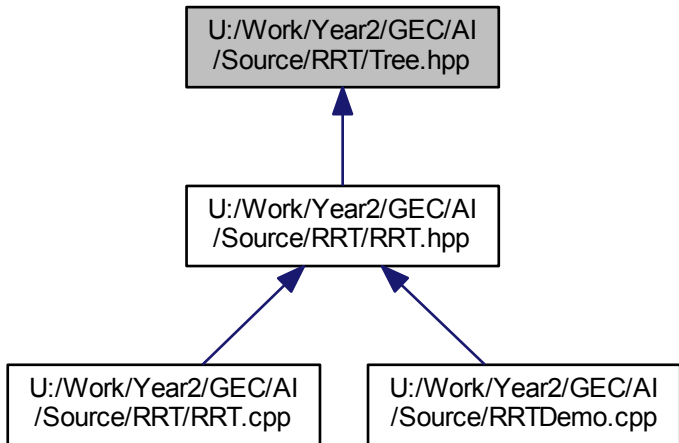 U:/Work/Year2/GEC/AI
/Source/RRT/Tree.hpp
U:/Work/Year2/GEC/AI
/Source/RRT/RRT.hpp
U:/Work/Year2/GEC/AI
/Source/RRT/RRT.cpp
U:/Work/Year2/GEC/AI
/Source/RRTDemo.cpp